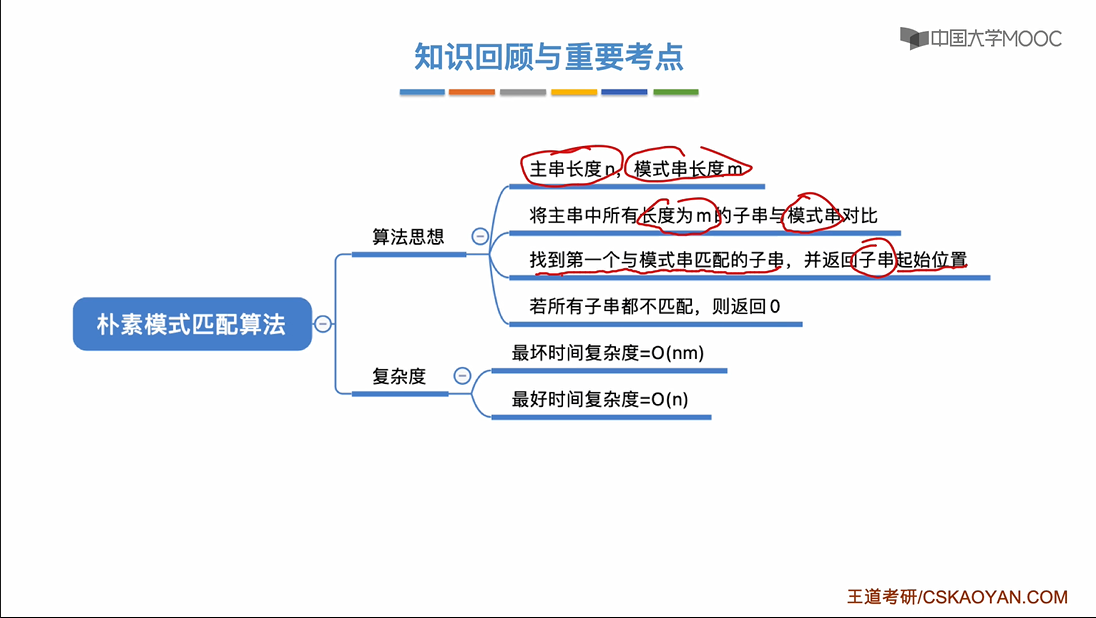 知识回顾与重要考点
中国大学MOOC
主串长度n，模式串长度m
将主串中所有长度为m的子串与模式串对比
算法思想
找到第一个与模式串匹配的子串，并返回子串起始位置
若所有子串都不匹配，则返回0
朴素模式匹配算法
最坏时间复杂度=O(nm)
复杂度
最好时间复杂度=O(n)
王道考研/CSKAOYAN.COM